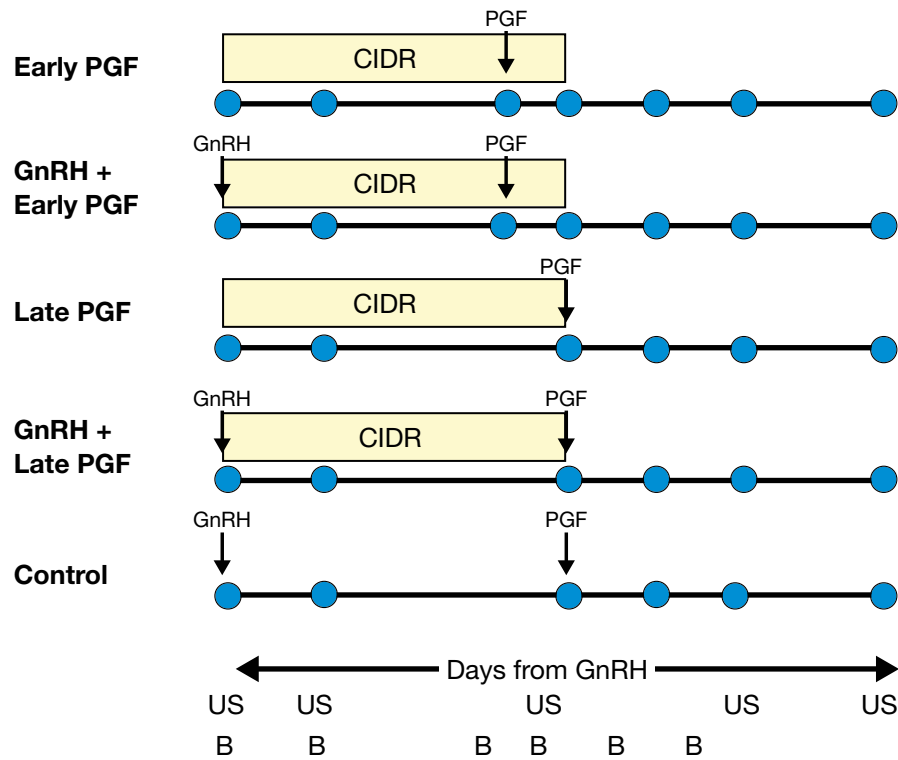 PGF
Early PGF
CIDR
GnRH
PGF
GnRH +
Early PGF
CIDR
PGF
Late PGF
CIDR
GnRH
PGF
GnRH +
Late PGF
CIDR
GnRH
PGF
Control
Days from GnRH
US US US US US
B B B B B B